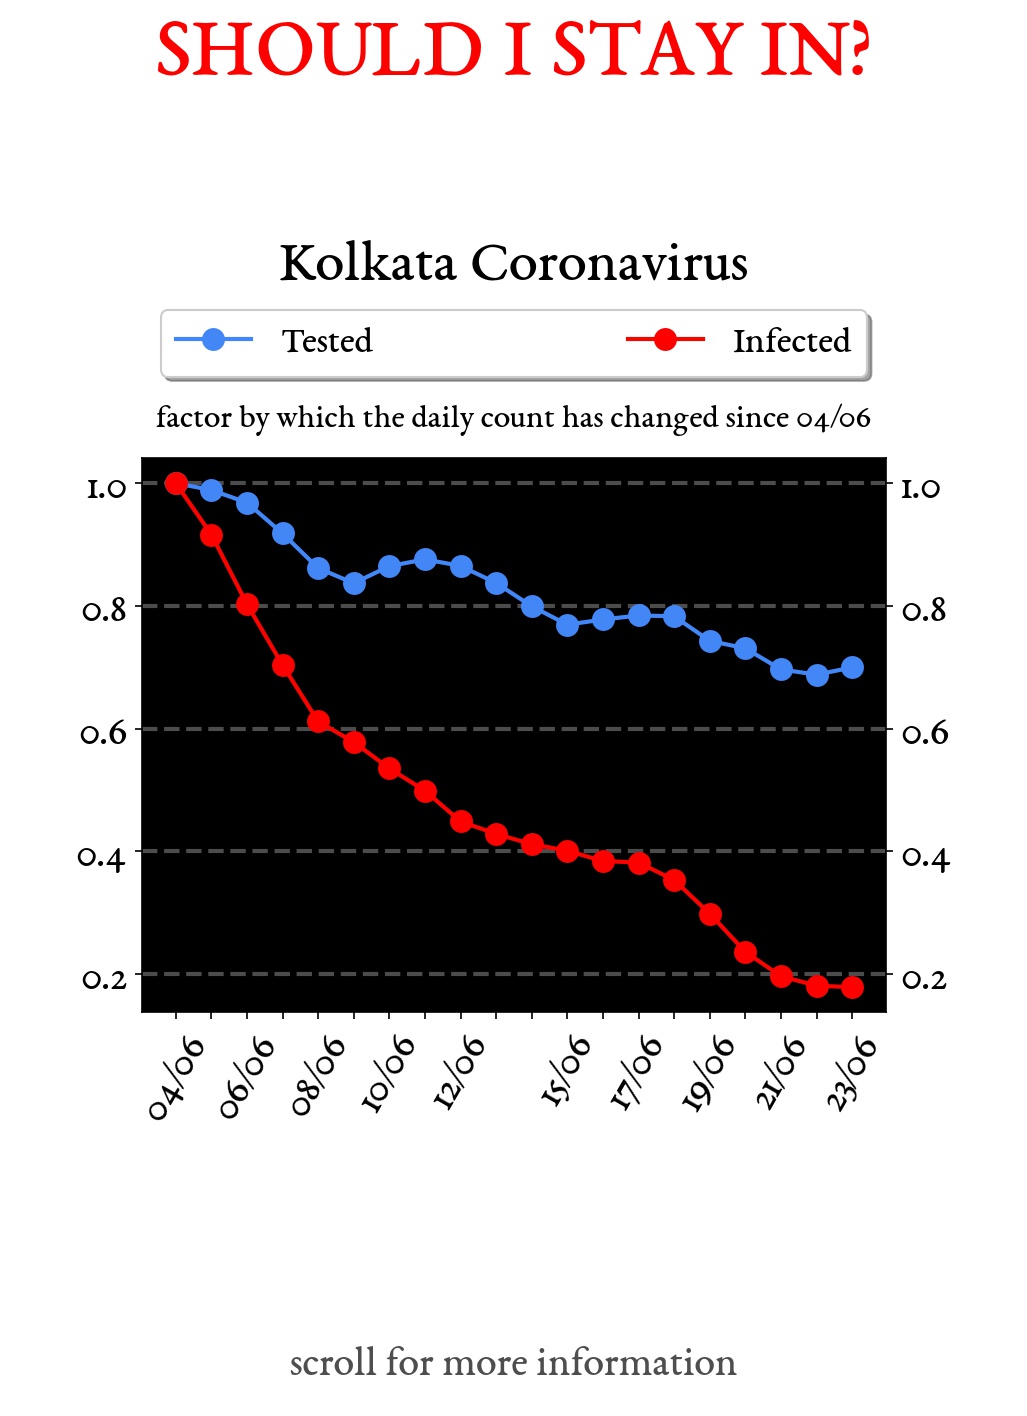 SHOULD I STAY IN?
Kolkata Coronavirus
Tested Infected
factor by which the daily count has changed since 04/06
1.0 1.0
0.8 0.8
0.6 0.6
0.4 0.4
0.2 0.2
04/06 06/06 08/06 10/06 12/06 15/06 17/06 19/06 21/06 23/06
scroll for more information